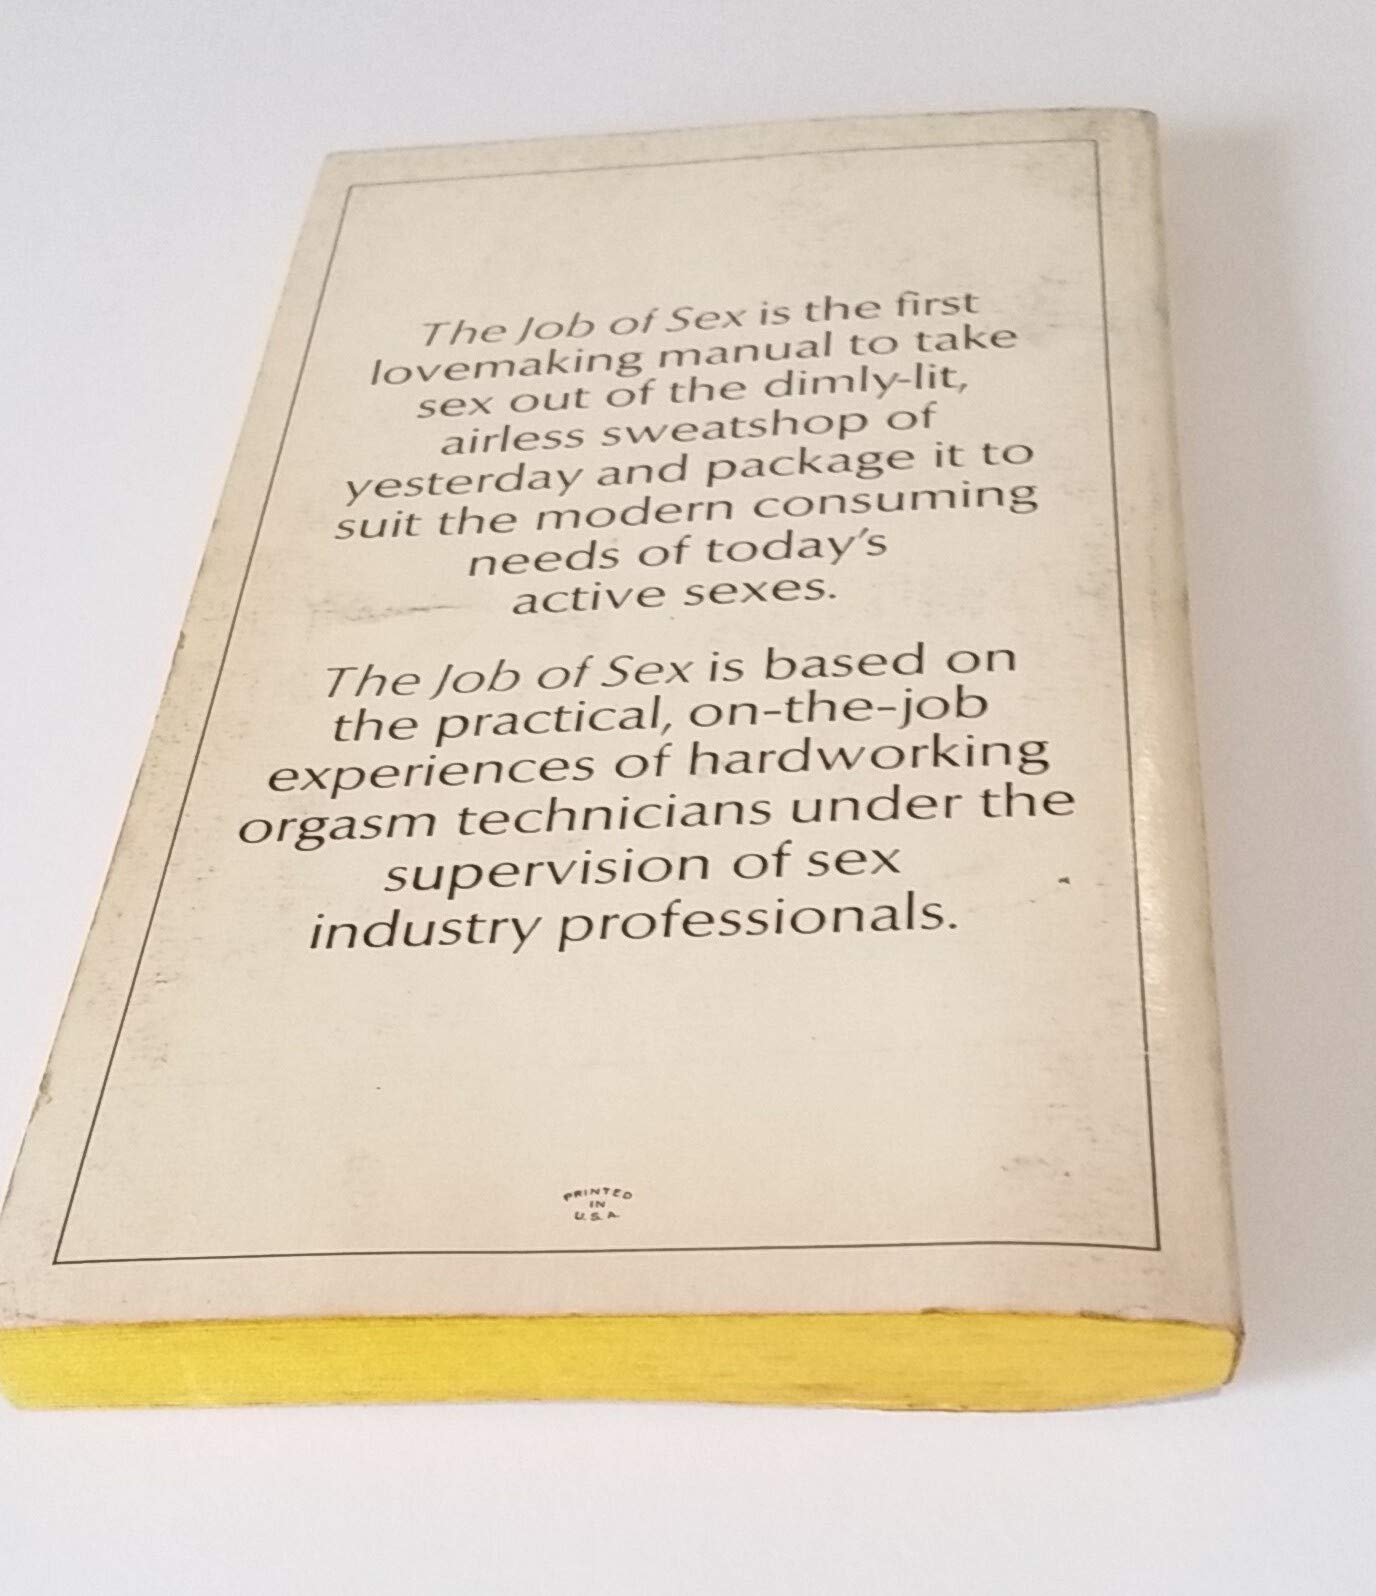 The Job of Sex is the first
lovemaking manual to take
sex out of the dimly-lit,
airless sweatshop of
yesterday and package it to
suit the modern consuming
needs of today's
active sexes.
The Job of Sex is based on
the practical, on-the-job
experiences of hardworking
orgasm technicians under the
supervision of sex
industry professionals.
PRINTED
IN
U.S.A.